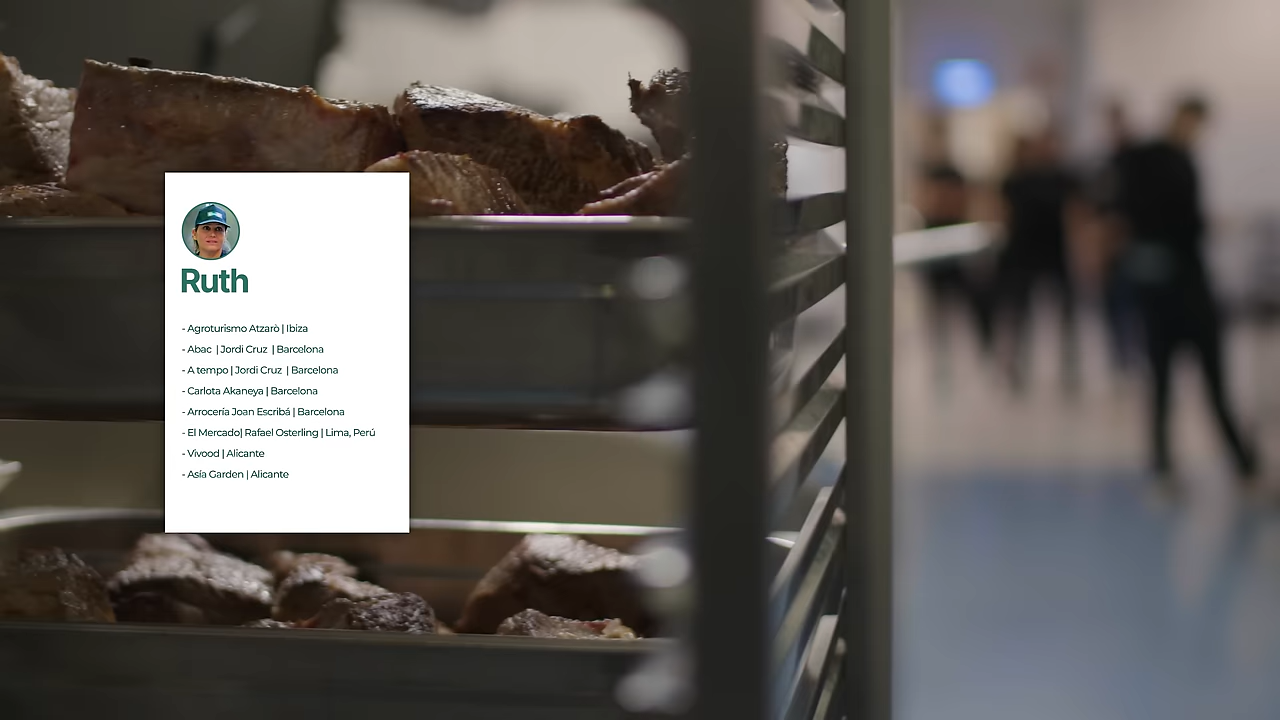 Ruth
- Agroturismo Atzarò | Ibiza
- Abac | Jordi Cruz | Barcelona
- A tempo | Jordi Cruz | Barcelona
- Carlota Akaneya | Barcelona
- Arrocería Joan Escribá | Barcelona
- El Mercado| Rafael Osterling | Lima, Perú
- Vivood | Alicante
- Asía Garden | Alicante